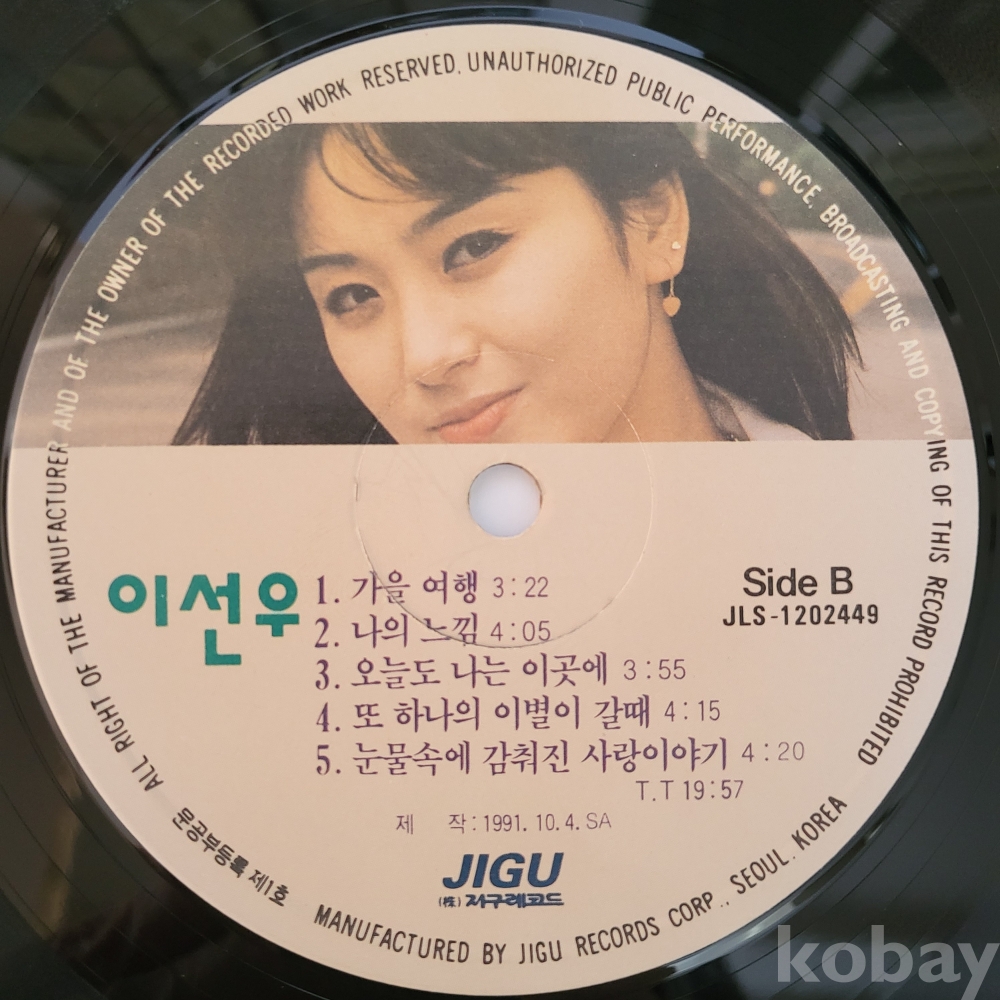 ALL RIGHT OF THE MANUFACTURER AND OF THE OWNER OF THE RECORDED WORK RESERVED. UNAUTHORIZED PUBLIC PERFORMANCE, BROADCASTING AND COPYING OF THIS RECORD PROHIBITED
이선우
Side B
JLS-1202449
1. 가을 여행 3:22
2. 나의 느낌 4:05
3. 오늘도 나는 이곳에 3:55
4. 또 하나의 이별이 갈때 4:15
5. 눈물속에 감춰진 사랑이야기 4:20
T.T 19:57
제 작:1991.10.4.SA
JIGU
(株)지구레코드
문공부등록 제1호
MANUFACTURED BY JIGU RECORDS CORP., SEOUL. KOREA
kobay